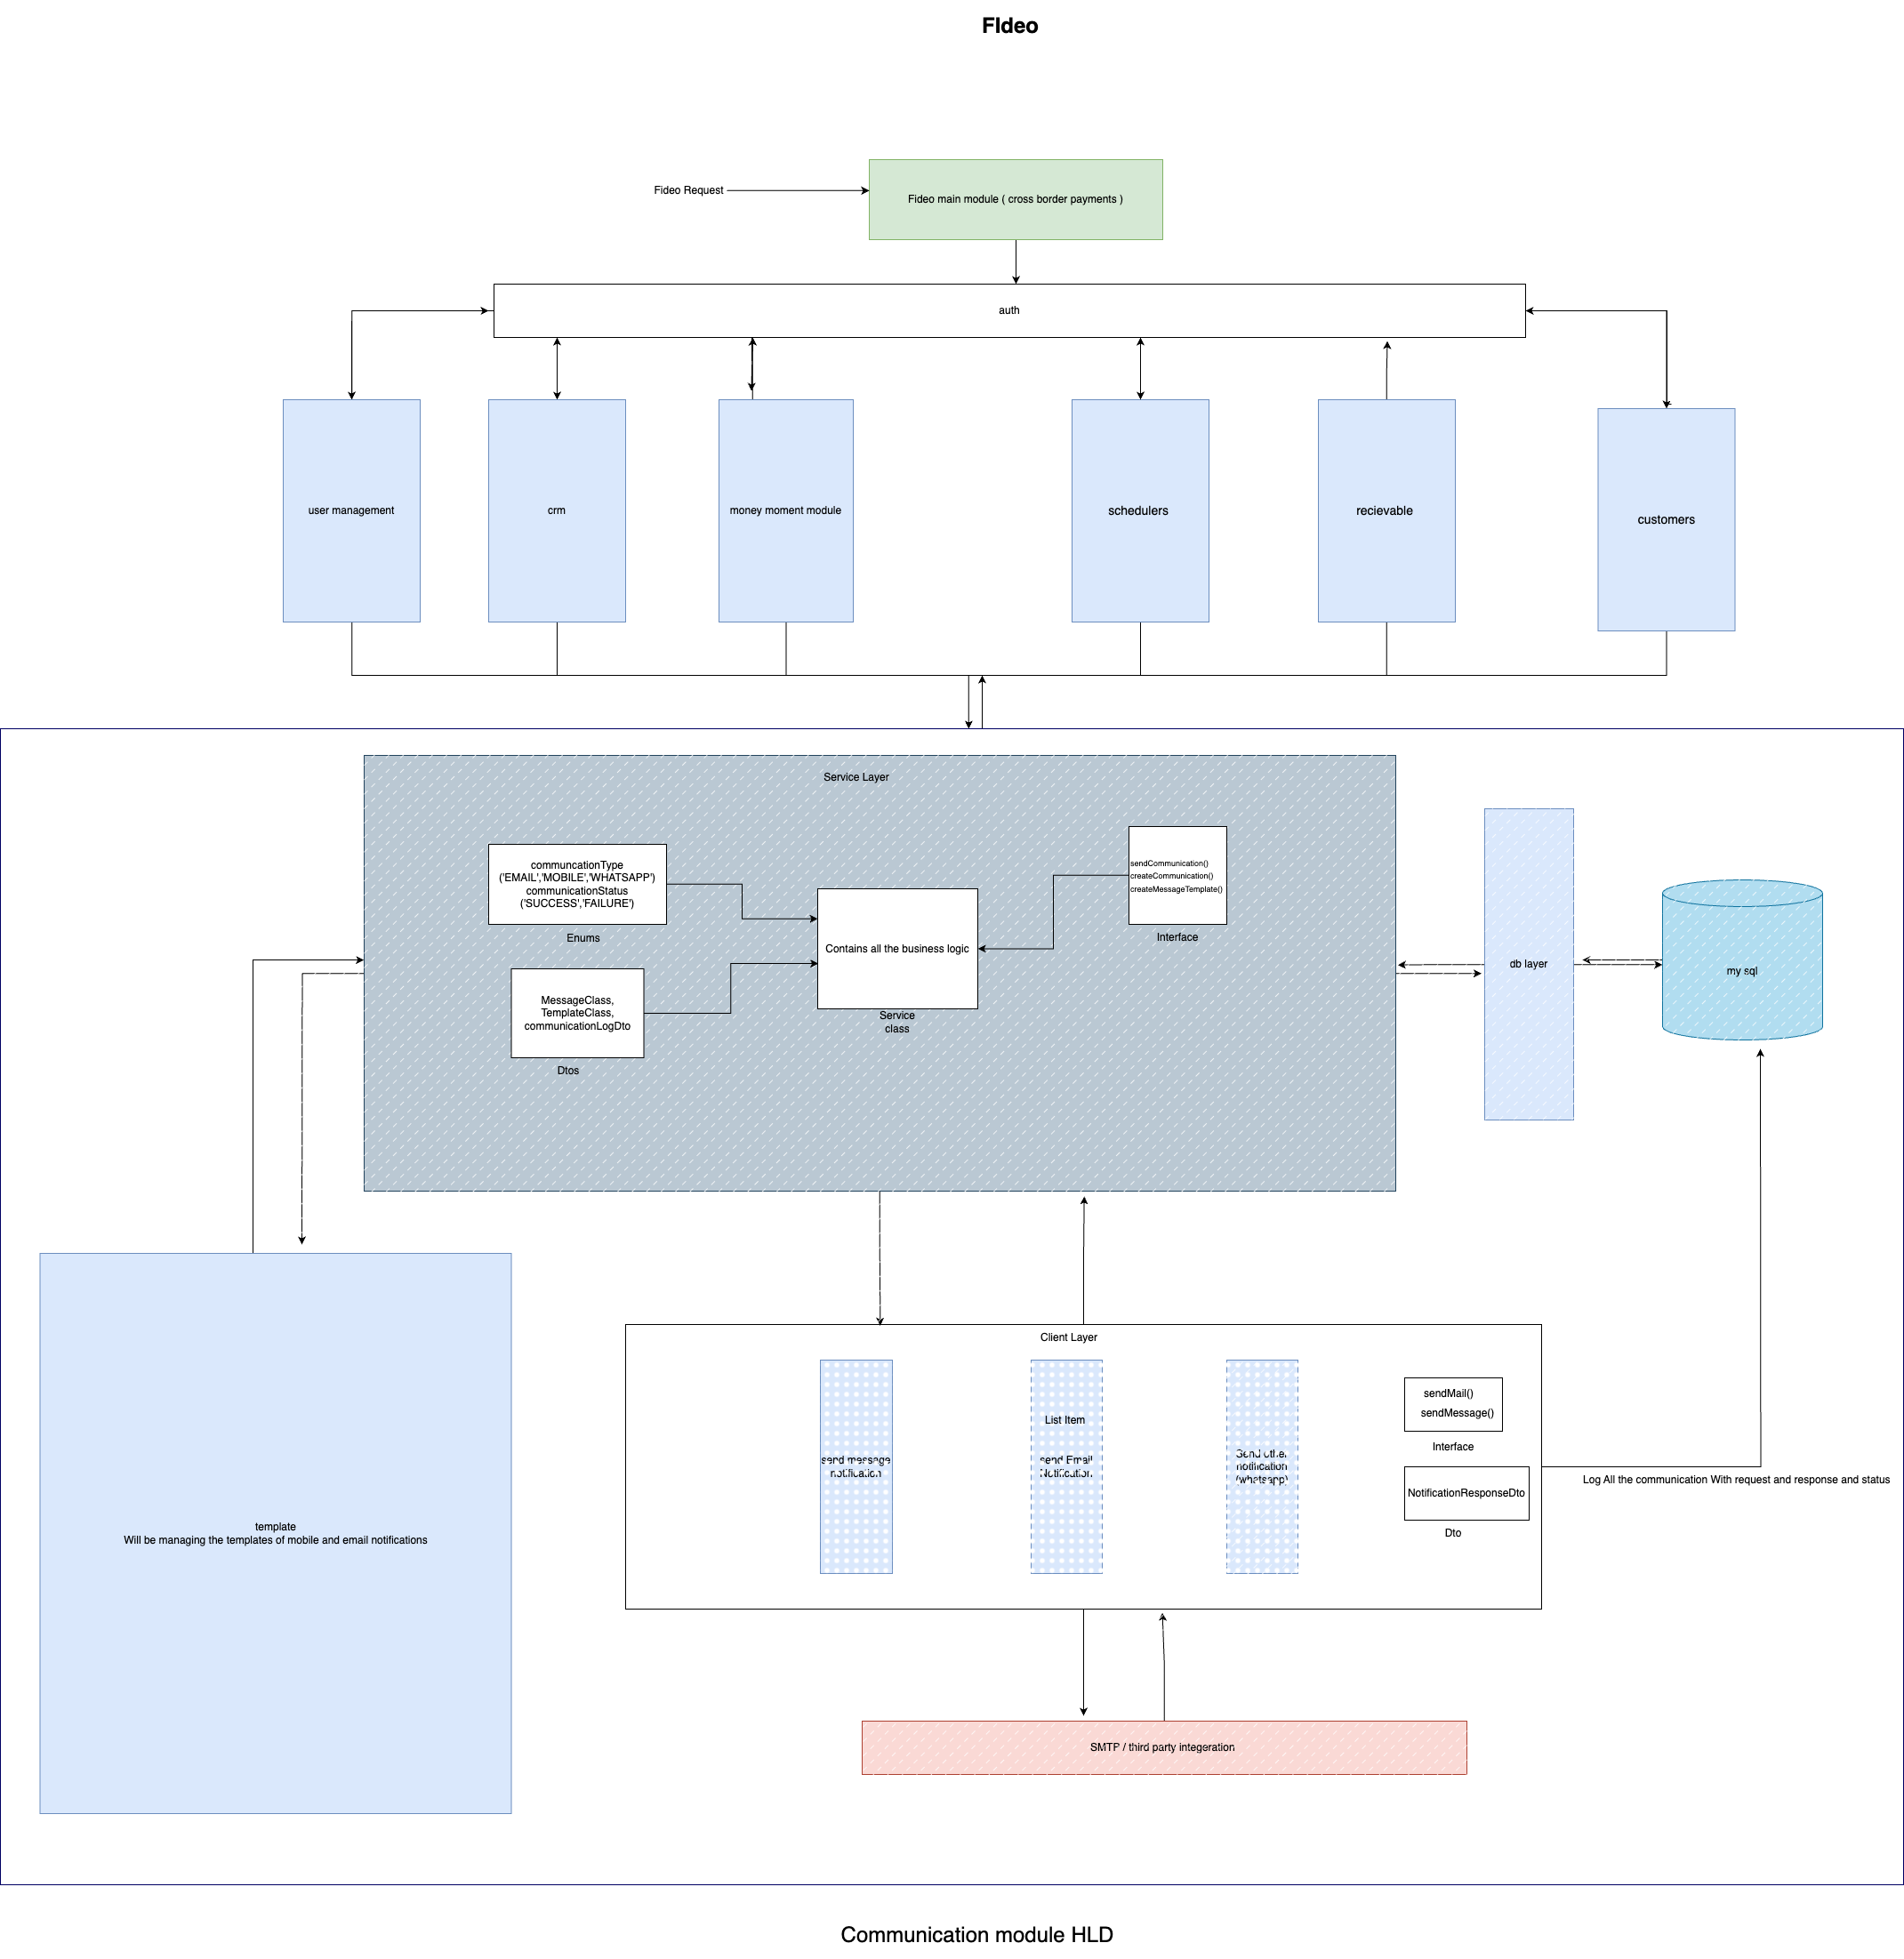 FIdeo
Fideo Request
Fideo main module ( cross border payments )
auth
user management
crm
money moment module
schedulers
recievable
customers
Service Layer
communcationType
('EMAIL','MOBILE','WHATSAPP')
communicationStatus
('SUCCESS','FAILURE')
Enums
MessageClass,
TemplateClass,
communicationLogDto
Dtos
Contains all the business logic
Service
class
sendCommunication()
createCommunication()
createMessageTemplate()
Interface
db layer
my sql
template
Will be managing the templates of mobile and email notifications
Client Layer
send message
notification
List Item
send Email
Notification
Send other
notification
(whatsapp)
sendMail()
sendMessage()
Interface
NotificationResponseDto
Dto
Log All the communication With request and response and status
SMTP / third party integeration
Communication module HLD